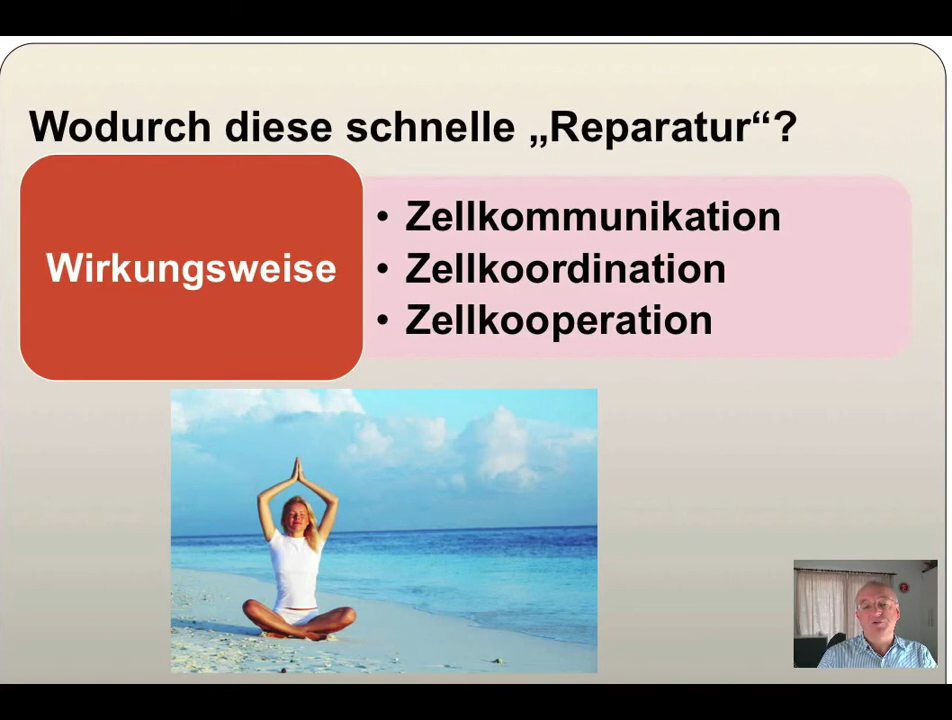 Wodurch diese schnelle „Reparatur“?
Wirkungsweise
• Zellkommunikation
• Zellkoordination
• Zellkooperation